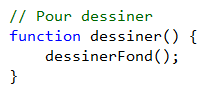 // Pour dessiner
function dessiner() {
    dessinerFond();
}